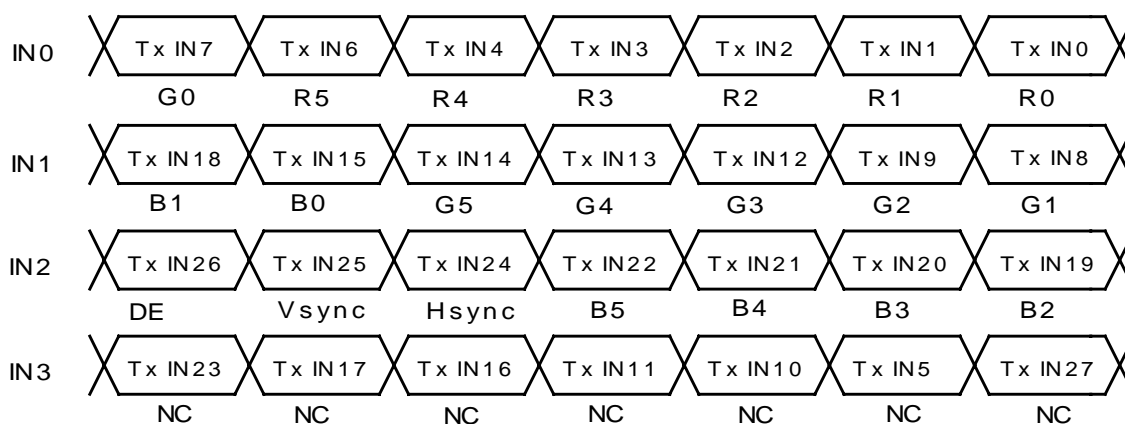 IN0 Tx IN7 Tx IN6 Tx IN4 Tx IN3 Tx IN2 Tx IN1 Tx IN0
G0 R5 R4 R3 R2 R1 R0
IN1 Tx IN18 Tx IN15 Tx IN14 Tx IN13 Tx IN12 Tx IN9 Tx IN8
B1 B0 G5 G4 G3 G2 G1
IN2 Tx IN26 Tx IN25 Tx IN24 Tx IN22 Tx IN21 Tx IN20 Tx IN19
DE Vsync Hsync B5 B4 B3 B2
IN3 Tx IN23 Tx IN17 Tx IN16 Tx IN11 Tx IN10 Tx IN5 Tx IN27
NC NC NC NC NC NC NC